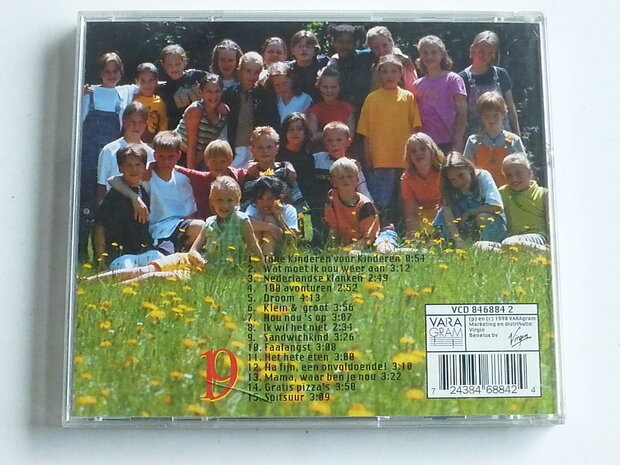 1. Tune Kinderen voor Kinderen 0:54
2. Wat moet ik nou weer aan 3:12
3. Nederlandse klanken 2:49
4. 100 avonturen 2:52
5. Droom 4:13
6. Klein & groot 3:56
7. Hou nou 's op 3:07
8. Ik wil het niet 2:34
9. Sandwichkind 3:26
10. Faalangst 3:08
11. Het hete eten 3:00
12. Ha fijn, een onvoldoende! 3:10
13. Mama, waar ben je nou 3:22
14. Gratis pizza's 3:50
15. Spitsuur 3:09
19
VCD 846884 2
VARA
GRAM
(p) en (c) 1998 VARAgram
Marketing en distributie:
Virgin
Benelux bv
Virgin
7 24384 68842 4